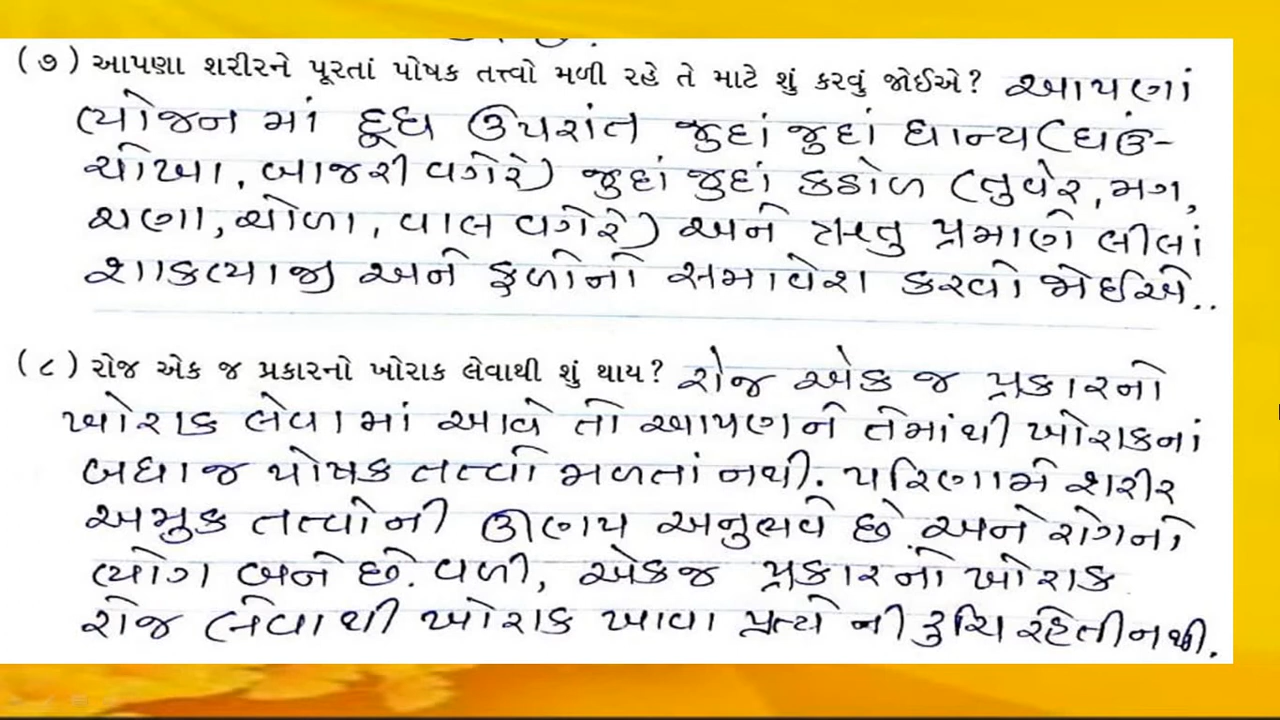 (૭) આપણા શરીરને પૂરતાં પોષક તત્ત્વો મળી રહે તે માટે શું કરવું જોઈએ? આપણાં
ભોજન માં દૂધ ઉપરાંત જુદાં જુદાં ધાન્ય (ઘઉં-
ચોખા, બાજરી વગેરે) જુદાં જુદાં કઠોળ (તુવેર, મગ,
ચણા, ચોળા, વાલ વગેરે) અને ઋતુ પ્રમાણે લીલાં
શાકભાજી અને ફળોનો સમાવેશ કરવો જોઈએ..
(૮) રોજ એક જ પ્રકારનો ખોરાક લેવાથી શું થાય? રોજ એક જ પ્રકારનો
ખોરાક લેવા માં આવે તો આપણને તેમાંથી ખોરાકનાં
બધા જ પોષક તત્વો મળતાં નથી. પરિણામે શરીર
અમુક તત્વોની ઊણપ અનુભવે છે. અને રોગનો
ભોગ બને છે. વળી, એકજ પ્રકારનો ખોરાક
રોજ લેવાથી ખોરાક ખાવા પ્રત્યે ની રુચિ રહેતી નથી.